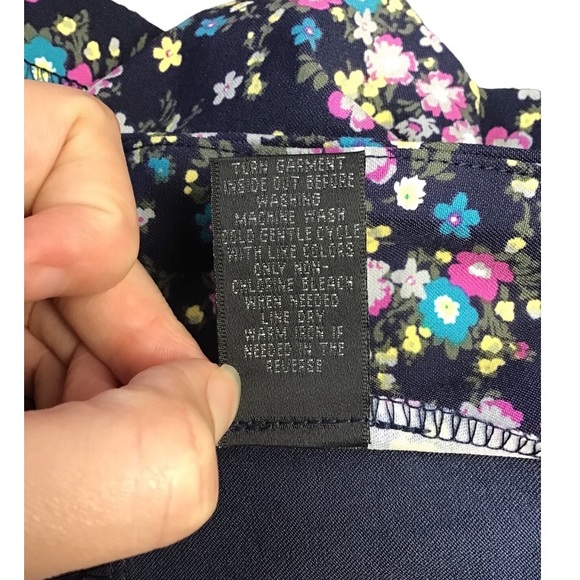 TURN GARMENT
INSIDE OUT BEFORE
WASHING
MACHINE WASH
COLD GENTLE CYCLE
WITH LIKE COLORS
ONLY NON-
CHLORINE BLEACH
WHEN NEEDED
LINE DRY
WARM IRON IF
NEEDED IN THE
REVERSE